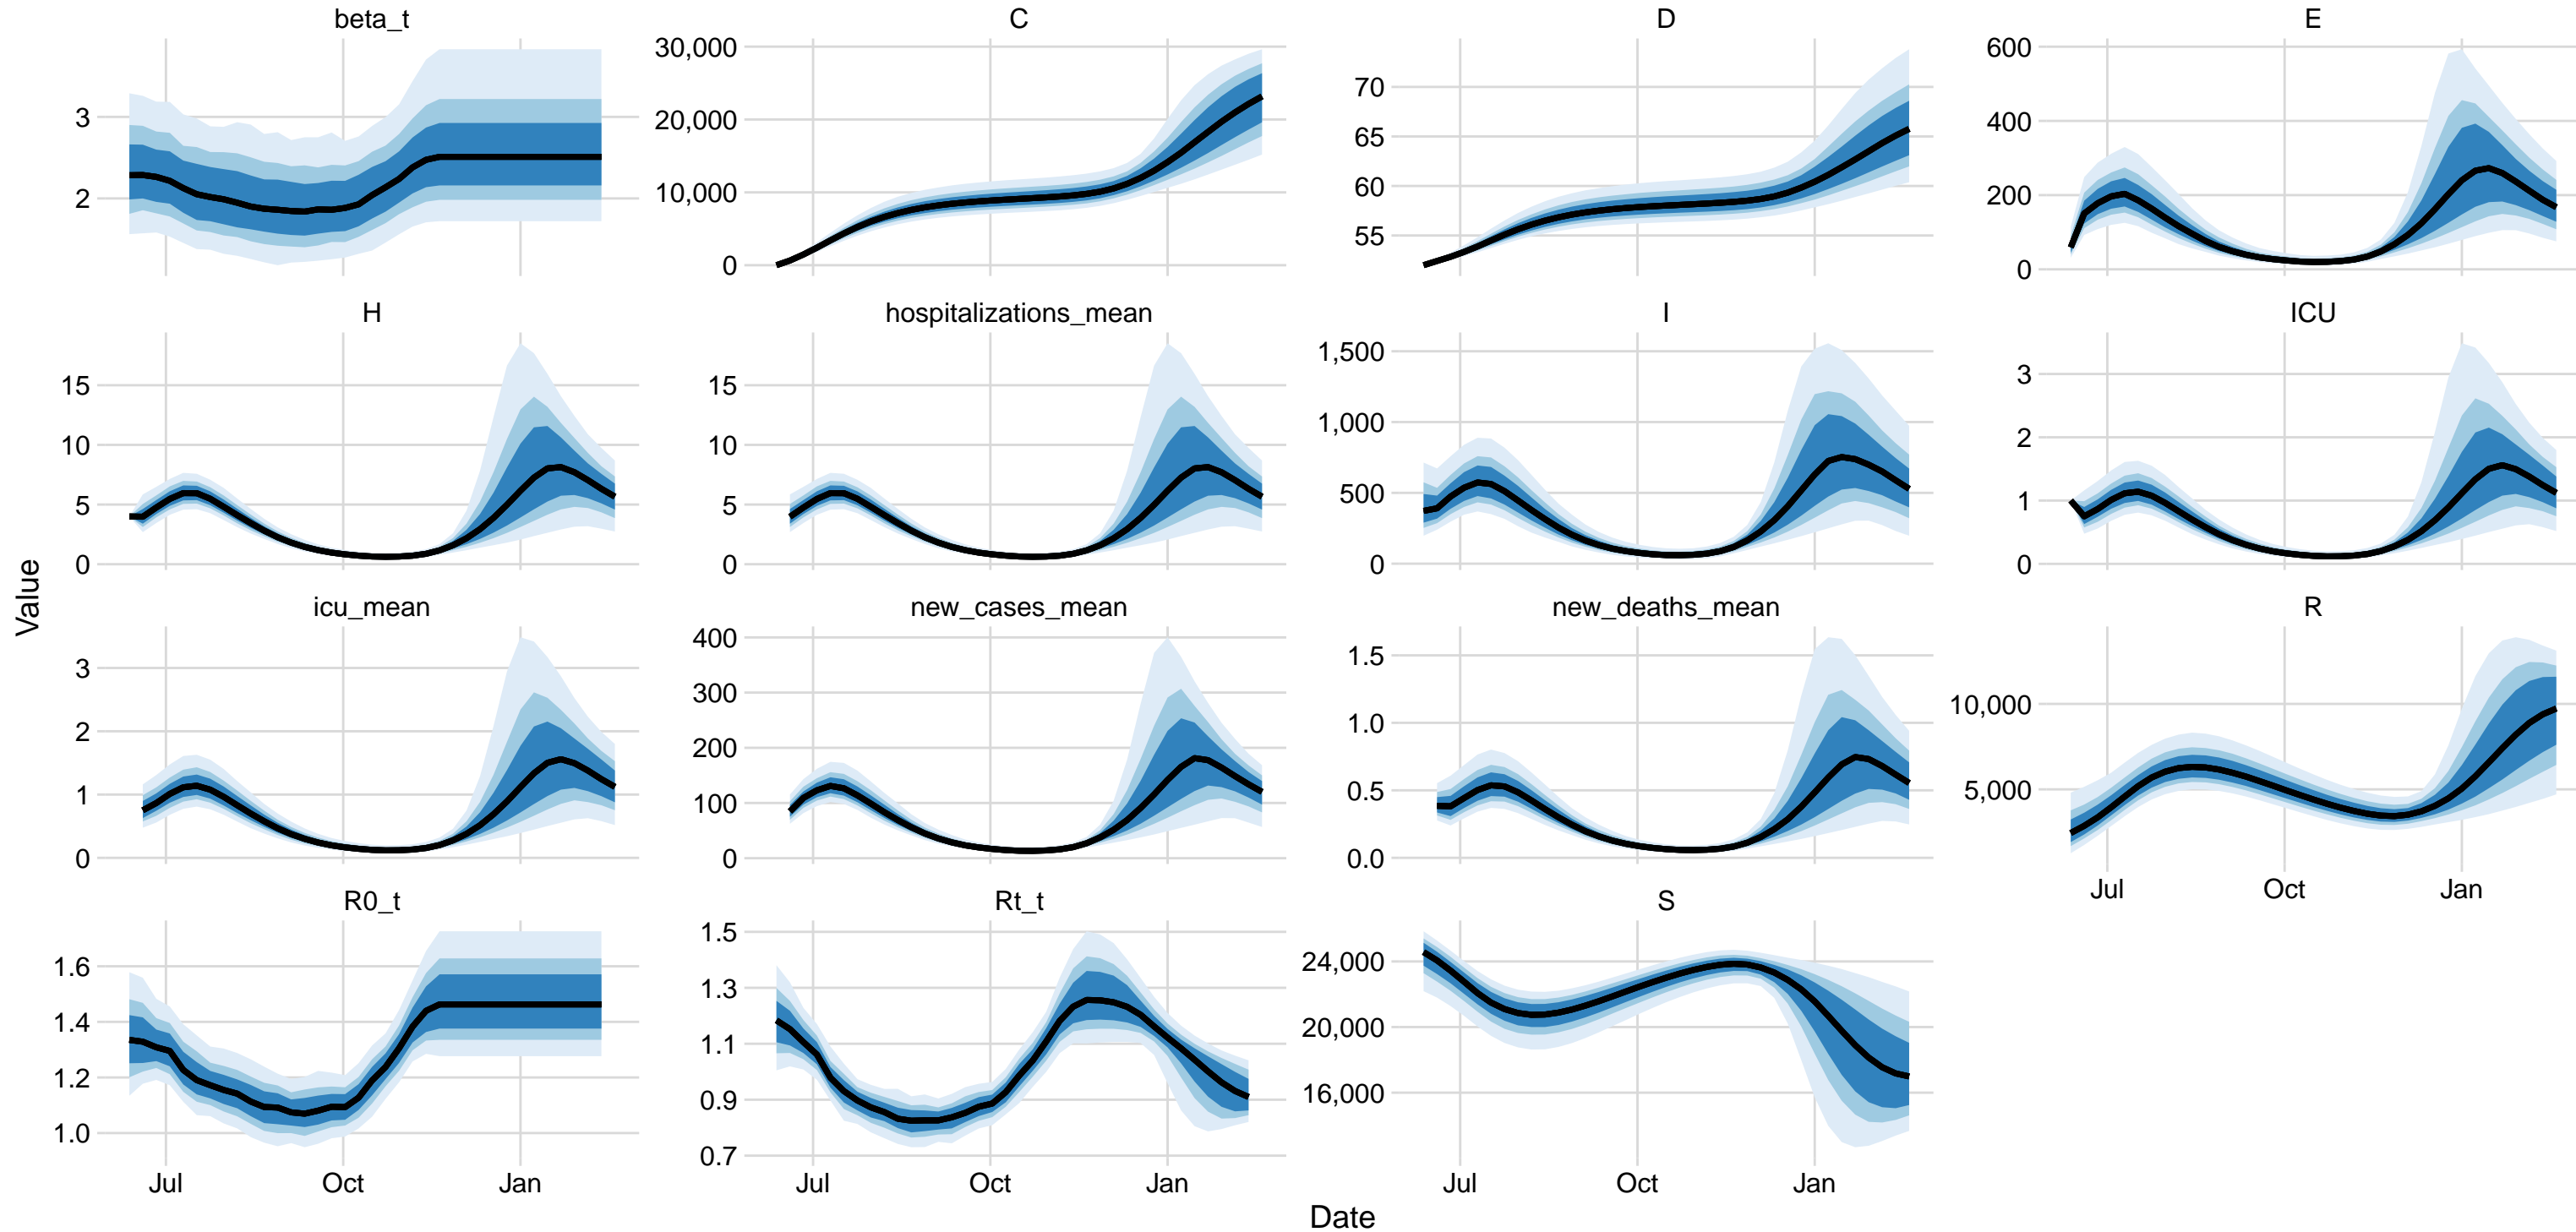 beta_t
C
D
E
3
2
30,000
20,000
10,000
0
70
65
60
55
600
400
200
0
H
hospitalizations_mean
I
ICU
15
10
5
0
15
10
5
0
1,500
1,000
500
0
3
2
1
0
Value
icu_mean
new_cases_mean
new_deaths_mean
R
3
2
1
0
400
300
200
100
0
1.5
1.0
0.5
0.0
10,000
5,000
Jul Oct Jan
R0_t
Rt_t
S
1.6
1.4
1.2
1.0
1.5
1.3
1.1
0.9
0.7
24,000
20,000
16,000
Jul Oct Jan
Jul Oct Jan
Jul Oct Jan
Date